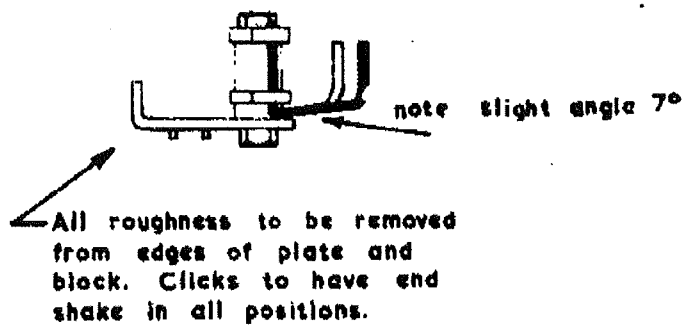 note slight angle 7°
All roughness to be removed
from edges of plate and
block. Clicks to have end
shake in all positions.